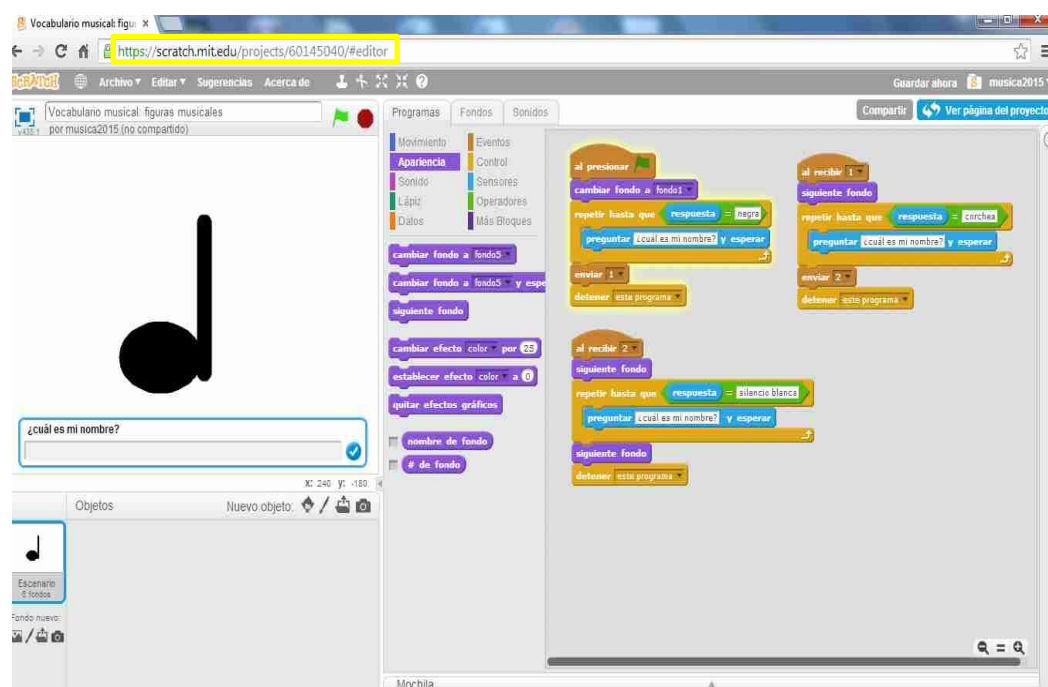 Vocabulario musical: figu
https://scratch.mit.edu/projects/60145040/#editor
SCRATCH Archivo Editar Sugerencias Acerca de Guardar ahora musica2015
Vocabulario musical: figuras musicales
v435.1 por musica2015 (no compartido)
Programas Fondos Sonidos
Compartir Ver página del proyecto
Movimiento Eventos
Apariencia Control
Sonido Sensores
Lápiz Operadores
Datos Más Bloques
cambiar fondo a fondo5
cambiar fondo a fondo5 y espe
siguiente fondo
cambiar efecto color por 25
establecer efecto color a 0
quitar efectos gráficos
nombre de fondo
# de fondo
al presionar
cambiar fondo a fondo1
repetir hasta que respuesta = negra
preguntar ¿cuál es mi nombre? y esperar
enviar 1
detener este programa
al recibir 1
siguiente fondo
repetir hasta que respuesta = corchea
preguntar ¿cuál es mi nombre? y esperar
enviar 2
detener este programa
al recibir 2
siguiente fondo
repetir hasta que respuesta = silencio blanca
preguntar ¿cuál es mi nombre? y esperar
siguiente fondo
detener este programa
¿cuál es mi nombre?
x: 240 y: -180
Objetos Nuevo objeto:
Escenario
6 fondos
Fondo nuevo:
Mochila